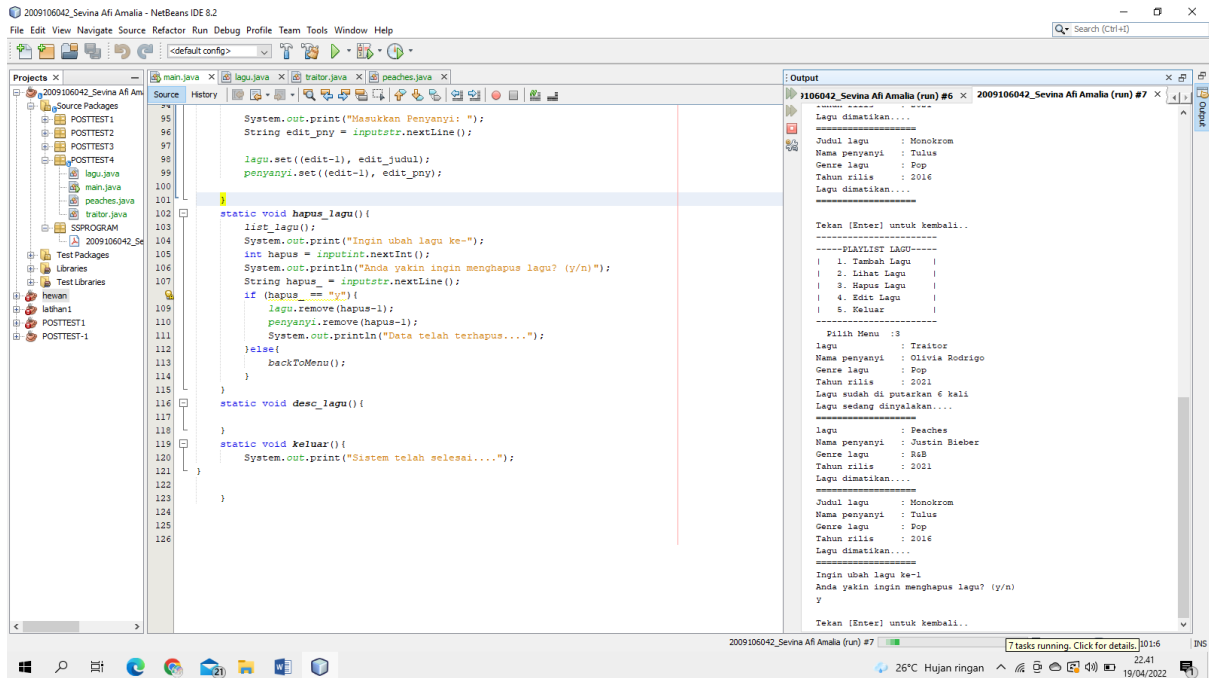 2009106042_Sevina Afi Amalia - NetBeans IDE 8.2
File Edit View Navigate Source Refactor Run Debug Profile Team Tools Window Help
Search (Ctrl+I)
<default config>
Projects
2009106042_Sevina Afi Am
Source Packages
POSTTEST1
POSTTEST2
POSTTEST3
POSTTEST4
lagu.java
main.java
peaches.java
traitor.java
SSPROGRAM
2009106042_Se
Test Packages
Libraries
Test Libraries
hewan
latihan1
POSTTEST1
POSTTEST-1
main.java lagu.java traitor.java peaches.java
Source History
94
95 System.out.print("Masukkan Penyanyi: ");
96 String edit_pny = inputstr.nextLine();
97
98 lagu.set((edit-1), edit_judul);
99 penyanyi.set((edit-1), edit_pny);
100
101 }
102 static void hapus_lagu(){
103 list_lagu();
104 System.out.print("Ingin ubah lagu ke-");
105 int hapus = inputint.nextInt();
106 System.out.println("Anda yakin ingin menghapus lagu? (y/n)");
107 String hapus_ = inputstr.nextLine();
if (hapus_ == "y"){
109 lagu.remove(hapus-1);
110 penyanyi.remove(hapus-1);
111 System.out.println("Data telah terhapus....");
112 }else{
113 backToMenu();
114 }
115 }
116 static void desc_lagu(){
117
118 }
119 static void keluar(){
120 System.out.print("Sistem telah selesai....");
121 }
122
123 }
124
125
126
Output
106042_Sevina Afi Amalia (run) #6 2009106042_Sevina Afi Amalia (run) #7
Lagu dimatikan....
===================
Judul lagu : Monokrom
Nama penyanyi : Tulus
Genre lagu : Pop
Tahun rilis : 2016
Lagu dimatikan....
===================
Tekan [Enter] untuk kembali..
-----------------------
-----PLAYLIST LAGU-----
| 1. Tambah Lagu |
| 2. Lihat Lagu |
| 3. Hapus Lagu |
| 4. Edit Lagu |
| 5. Keluar |
-----------------------
Pilih Menu :3
lagu : Traitor
Nama penyanyi : Olivia Rodrigo
Genre lagu : Pop
Tahun rilis : 2021
Lagu sudah di putarkan 6 kali
Lagu sedang dinyalakan....
===================
lagu : Peaches
Nama penyanyi : Justin Bieber
Genre lagu : R&B
Tahun rilis : 2021
Lagu dimatikan....
===================
Judul lagu : Monokrom
Nama penyanyi : Tulus
Genre lagu : Pop
Tahun rilis : 2016
Lagu dimatikan....
===================
Ingin ubah lagu ke-1
Anda yakin ingin menghapus lagu? (y/n)
y
Tekan [Enter] untuk kembali..
Output
2009106042_Sevina Afi Amalia (run) #7
7 tasks running. Click for details.
101:6
INS
21
26°C Hujan ringan
22.41
19/04/2022
1